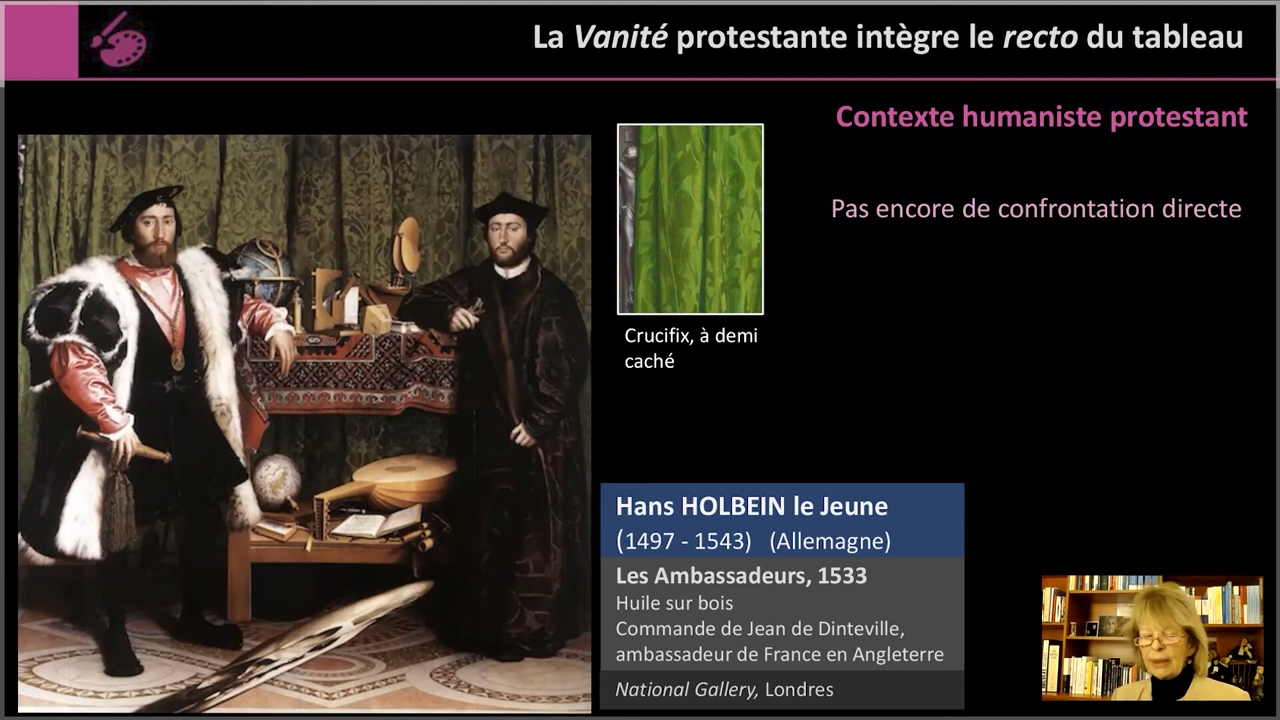 La Vanité protestante intègre le recto du tableau
Contexte humaniste protestant
Pas encore de confrontation directe
Crucifix, à demi
caché
Hans HOLBEIN le Jeune
(1497 - 1543) (Allemagne)
Les Ambassadeurs, 1533
Huile sur bois
Commande de Jean de Dinteville,
ambassadeur de France en Angleterre
National Gallery, Londres